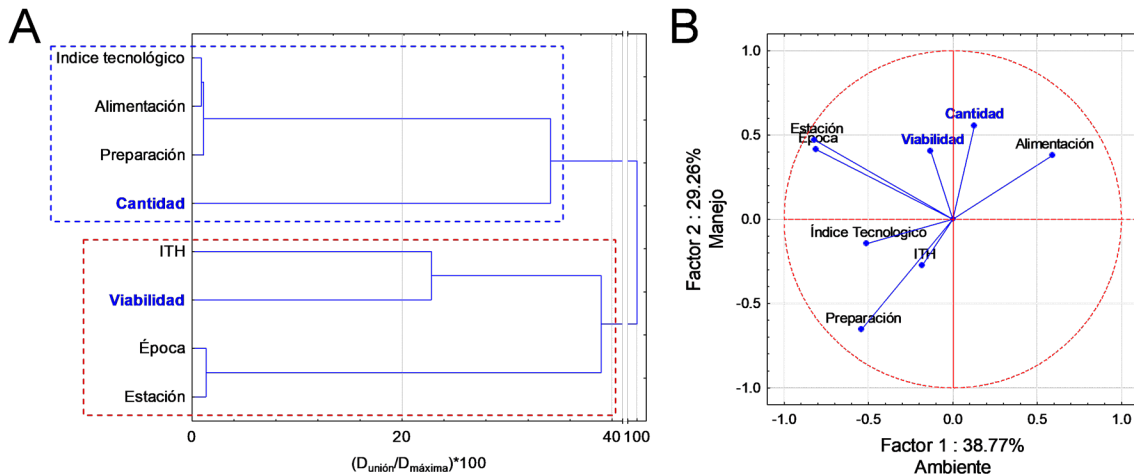 A
Indice tecnológico
Alimentación
Preparación
Cantidad
ITH
Viabilidad
Época
Estación
0
20
40
100
(Dunión/Dmáxima)*100
B
1.0
0.5
0.0
-0.5
-1.0
Factor 2 : 29.26%
Manejo
Cantidad
Estación
Época
Viabilidad
Alimentación
Índice Tecnologico
ITH
Preparación
-1.0
-0.5
0.0
0.5
1.0
Factor 1 : 38.77%
Ambiente